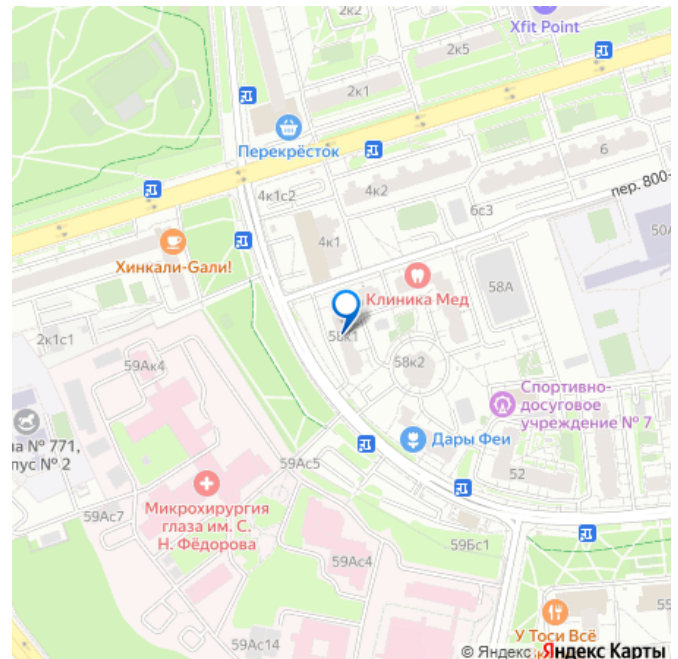 2к2
Xfit Point
2к5
2к1
Перекрёсток
6
4к1с2
4к2
пер. 800-
6с3
50А
4к1
Хинкали-Gали!
Клиника Мед
58А
58к1
2к1с1
59Ак4
58к2
Спортивно-
досуговое
учреждение № 7
Дары Феи
а № 771,
пус № 2
59Ас5
52
Микрохирургия
глаза им. С.
Н. Фёдорова
59Ас7
59Бс1
59Ас4
55
59Ас14
У Тоси Всё
© Яндекс Яндекс Карты